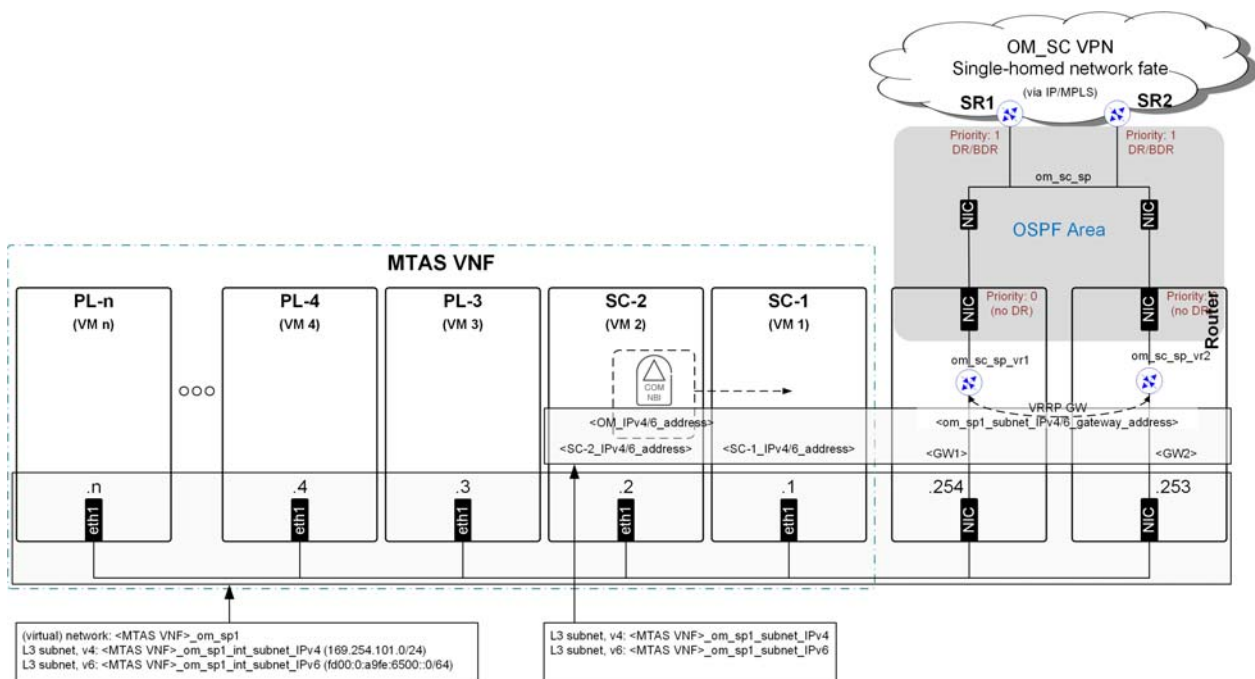 OM_SC VPN
Single-homed network fate
(via IP/MPLS)
SR1
SR2
Priority: 1
DR/BDR
Priority: 1
DR/BDR
om_sc_sp
NIC
NIC
OSPF Area
MTAS VNF
PL-n
(VM n)
PL-4
(VM 4)
PL-3
(VM 3)
SC-2
(VM 2)
SC-1
(VM 1)
NIC
Priority: 0
(no DR)
NIC
Priority:
(no DR)
Router
om_sc_sp_vr1
om_sc_sp_vr2
COM
NBI
VRRP GW
<OM_IPv4/6_address>
<om_sp1_subnet_IPv4/6_gateway_address>
<SC-2_IPv4/6_address>
<SC-1_IPv4/6_address>
<GW1>
<GW2>
.n
.4
.3
.2
.1
.254
.253
eth1
eth1
eth1
eth1
eth1
NIC
NIC
(virtual) network: <MTAS VNF>_om_sp1
L3 subnet, v4: <MTAS VNF>_om_sp1_int_subnet_IPv4 (169.254.101.0/24)
L3 subnet, v6: <MTAS VNF>_om_sp1_int_subnet_IPv6 (fd00:0:a9fe:6500::0/64)
L3 subnet, v4: <MTAS VNF>_om_sp1_subnet_IPv4
L3 subnet, v6: <MTAS VNF>_om_sp1_subnet_IPv6